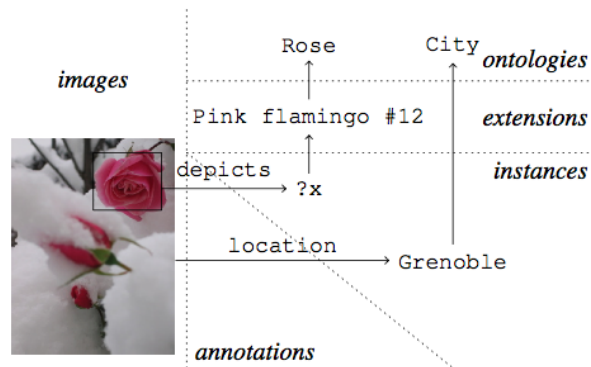 Rose
City
ontologies
images
Pink flamingo #12
extensions
instances
depicts
?x
location
Grenoble
annotations